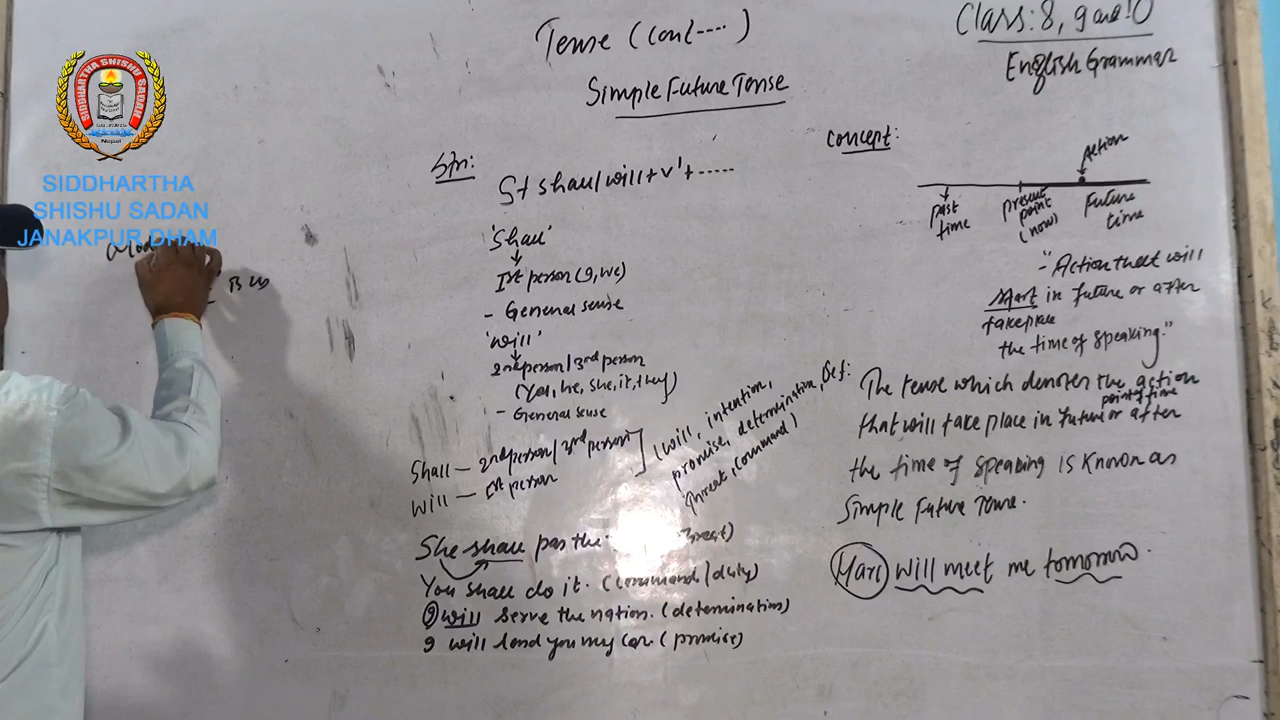 SIDDHARTHA SHISHU SADAN
Nepal
SIDDHARTHA
SHISHU SADAN
JANAKPUR DHAM
Tense (Cont----)
Simple Future Tense
Class: 8, 9 and 10
English Grammar
Str:
S+ shall/will+V¹+-----
'Shall'
Ist person (I, we)
- General sense
'will'
2nd person / 3rd person
(You, he, she, it, they)
- General sense
Shall — 2nd person / 3rd person
Will — Ist person
(will, intention,
promise, determination,
threat, command)
She shall pass the
You shall do it. (command/duty)
I will serve the nation. (determination)
I will lend you my car. (promise)
Concept:
Action
past time
present point (now)
Future time
- "Action that will
start in future or after
take place
the time of speaking."
Def:
The tense which denotes the action
point of time
that will take place in future or after
the time of speaking is known as
Simple Future Tense.
Hari will meet me tomorrow.